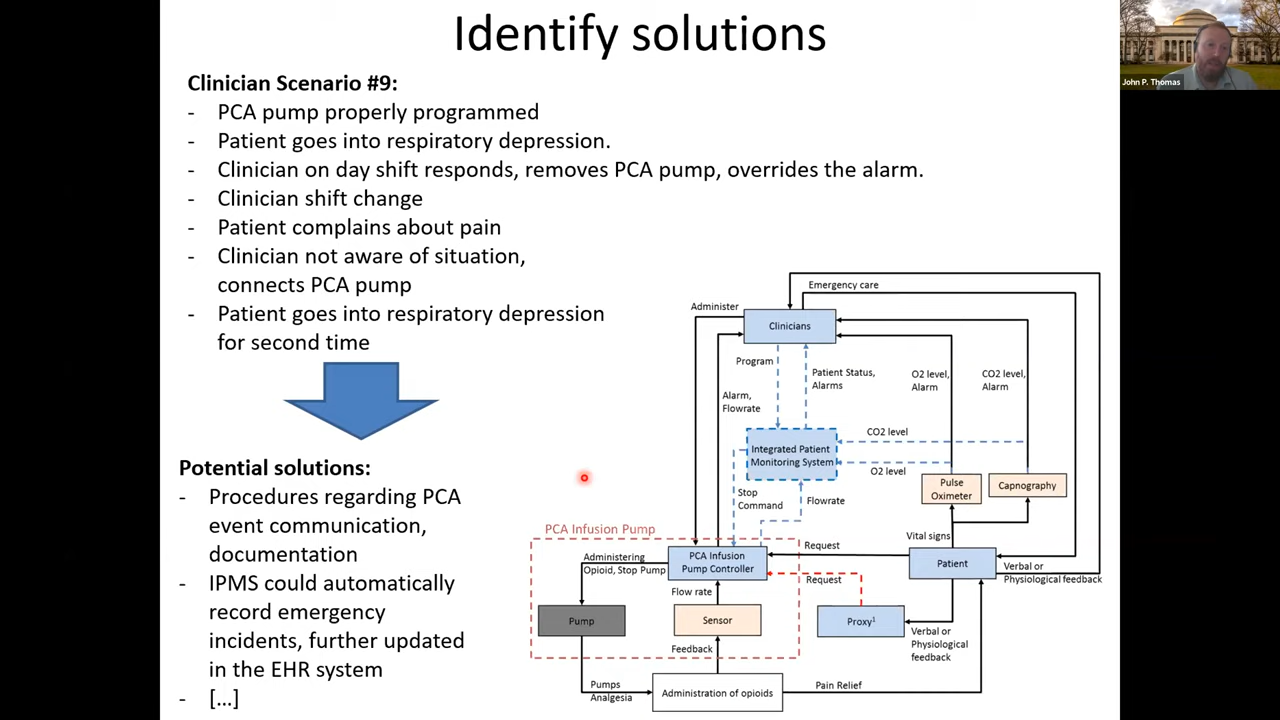 Identify solutions
John P. Thomas
Clinician Scenario #9:
- PCA pump properly programmed
- Patient goes into respiratory depression.
- Clinician on day shift responds, removes PCA pump, overrides the alarm.
- Clinician shift change
- Patient complains about pain
- Clinician not aware of situation,
connects PCA pump
- Patient goes into respiratory depression
for second time
Potential solutions:
- Procedures regarding PCA
event communication,
documentation
- IPMS could automatically
record emergency
incidents, further updated
in the EHR system
- [...]
Emergency care
Administer
Clinicians
Program
Patient Status,
Alarms
O2 level,
Alarm
CO2 level,
Alarm
Alarm,
Flowrate
CO2 level
Integrated Patient
Monitoring System
O2 level
Pulse
Oximeter
Capnography
Stop
Command
Flowrate
PCA Infusion Pump
Vital signs
Administering
Opioid, Stop Pump
PCA Infusion
Pump Controller
Request
Patient
Verbal or
Physiological feedback
Request
Flow rate
Pump
Sensor
Proxy¹
Verbal or
Physiological
feedback
Feedback
Pumps
Analgesia
Administration of opioids
Pain Relief